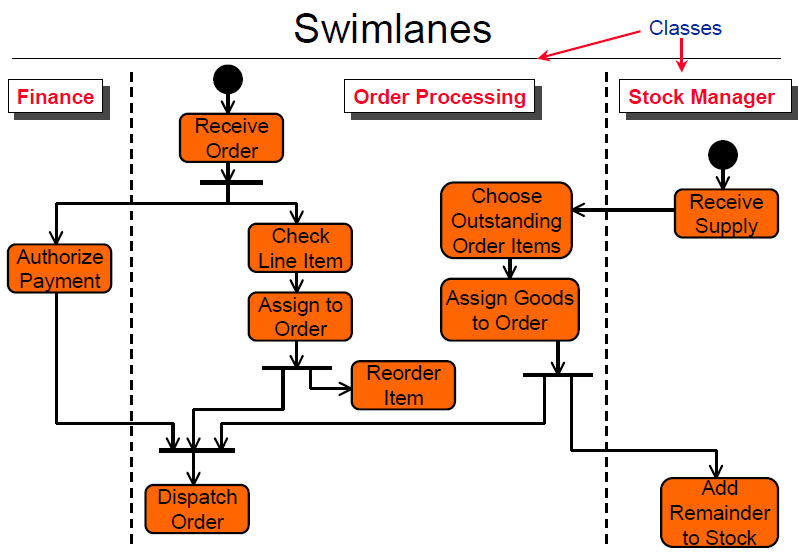 Swimlanes
Classes
Finance
Order Processing
Stock Manager
Receive
Order
Choose
Outstanding
Order Items
Receive
Supply
Check
Line Item
Authorize
Payment
Assign to
Order
Assign Goods
to Order
Reorder
Item
Dispatch
Order
Add
Remainder
to Stock